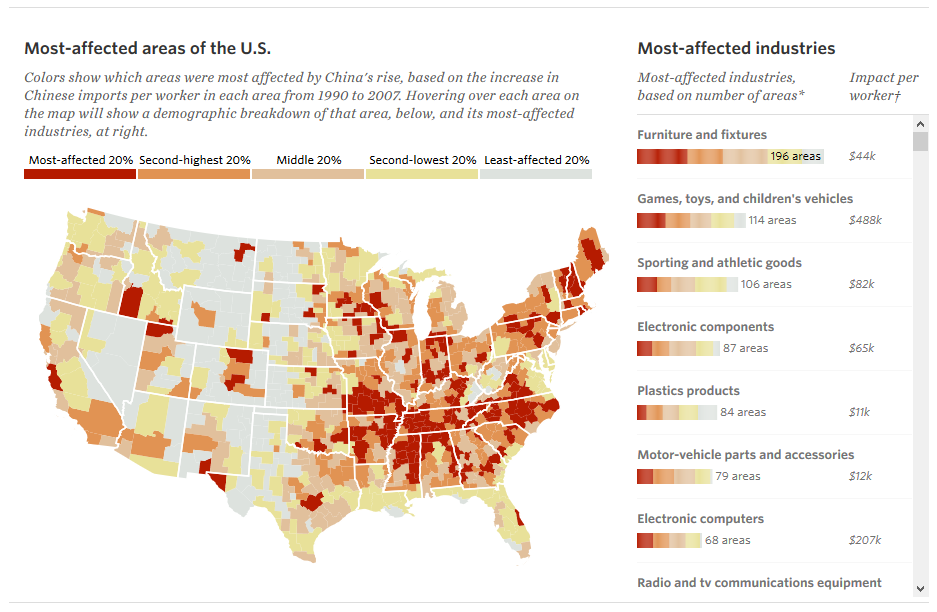 Most-affected areas of the U.S.
Colors show which areas were most affected by China's rise, based on the increase in
Chinese imports per worker in each area from 1990 to 2007. Hovering over each area on
the map will show a demographic breakdown of that area, below, and its most-affected
industries, at right.
Most-affected 20% Second-highest 20% Middle 20% Second-lowest 20% Least-affected 20%
Most-affected industries
Most-affected industries,
based on number of areas*
Impact per
worker†
Furniture and fixtures
196 areas $44k
Games, toys, and children's vehicles
114 areas $488k
Sporting and athletic goods
106 areas $82k
Electronic components
87 areas $65k
Plastics products
84 areas $11k
Motor-vehicle parts and accessories
79 areas $12k
Electronic computers
68 areas $207k
Radio and tv communications equipment